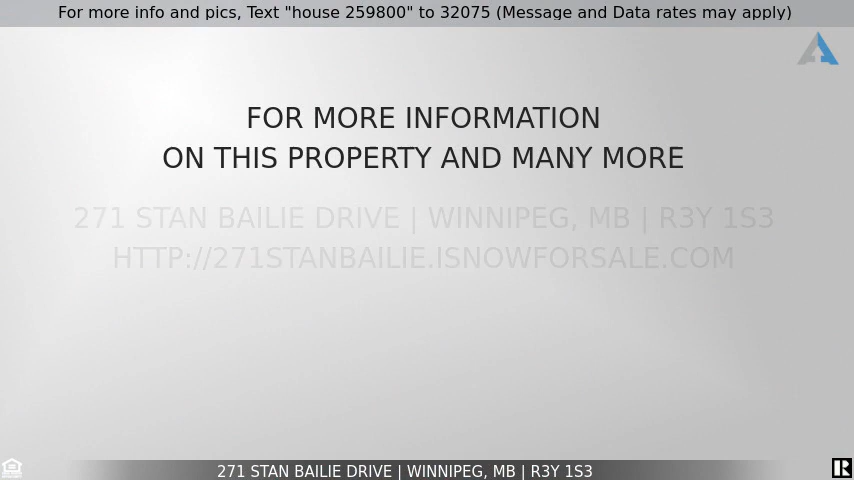 For more info and pics, Text "house 259800" to 32075 (Message and Data rates may apply)
FOR MORE INFORMATION
ON THIS PROPERTY AND MANY MORE
271 STAN BAILIE DRIVE | WINNIPEG, MB | R3Y 1S3
HTTP://271STANBAILIE.ISNOWFORSALE.COM
271 STAN BAILIE DRIVE | WINNIPEG, MB | R3Y 1S3